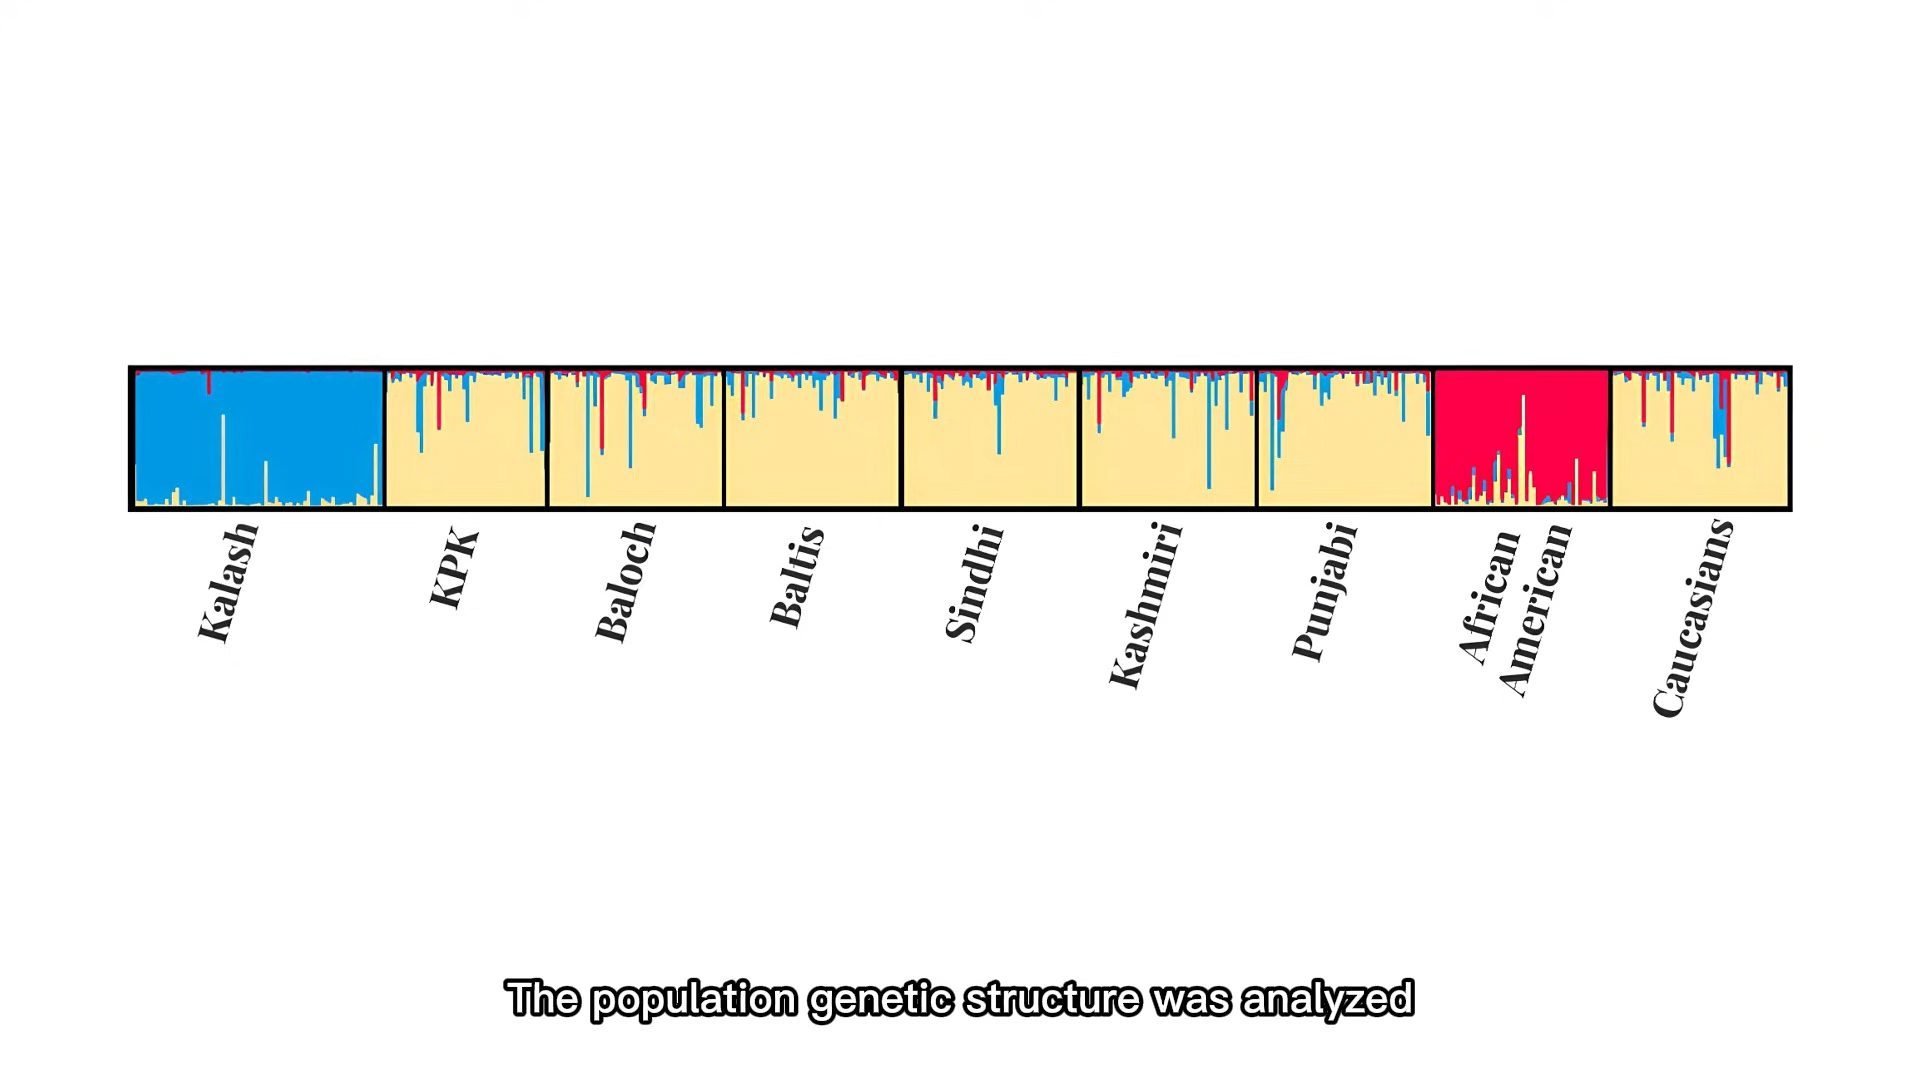 Kalash
KPK
Baloch
Baltis
Sindhi
Kashmiri
Punjabi
African
American
Caucasians
The population genetic structure was analyzed